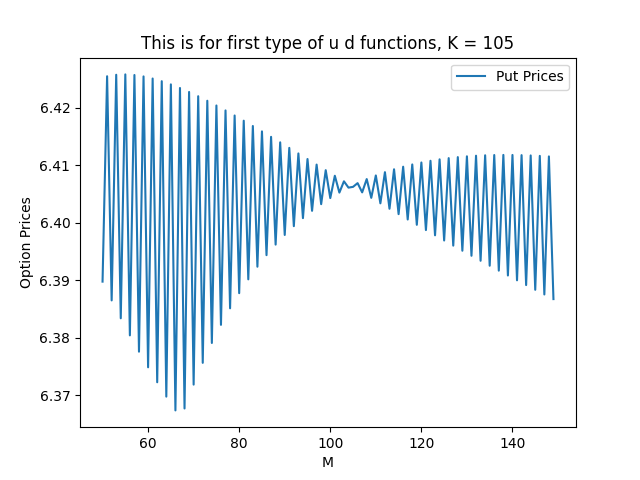 This is for first type of u d functions, K = 105
Put Prices
Option Prices
6.42
6.41
6.40
6.39
6.38
6.37
60 80 100 120 140
M